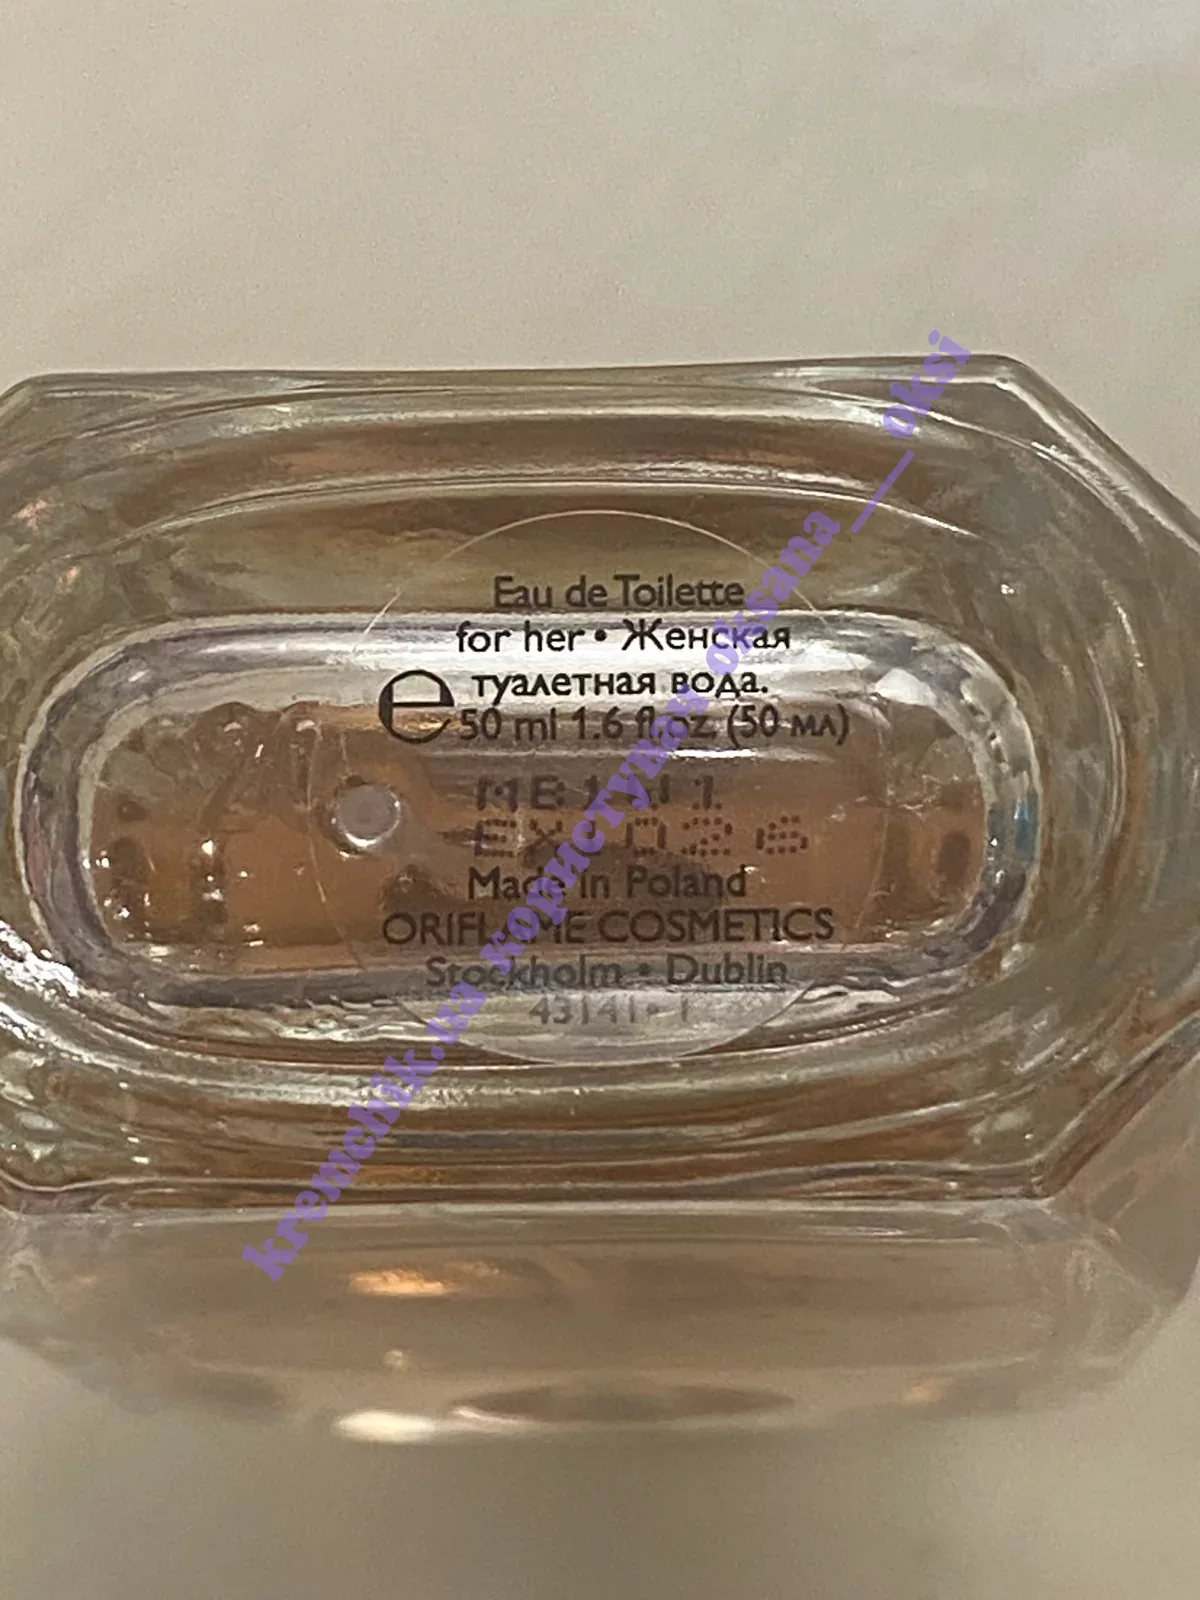 Eau de Toilette
for her • Женская
туалетная вода.
e 50 ml 1.6 fl.oz. (50 мл)
Made in Poland
ORIFLAME COSMETICS
Stockholm • Dublin
43141-1
kremchik.ua користувач oksana___oksi